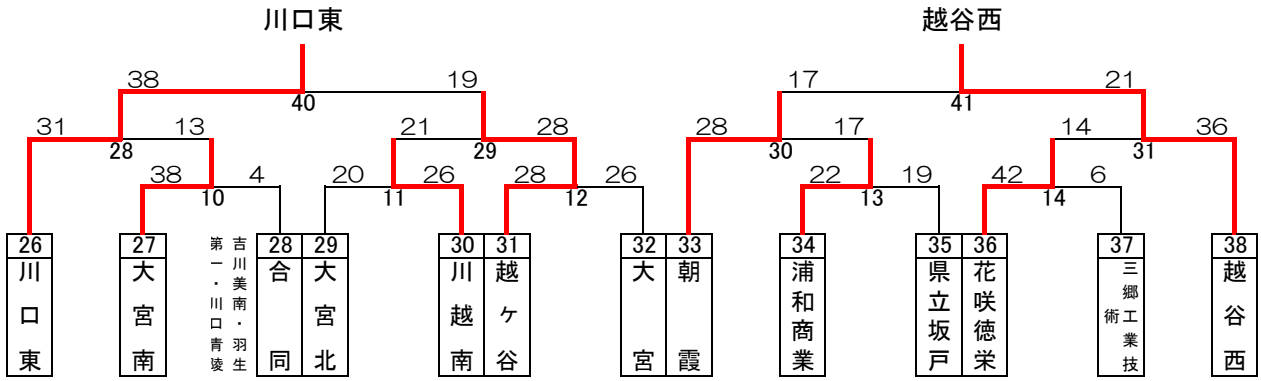 川口東 越谷西
38 19 17 21
40 41
31 13 21 28 28 17 14 36
28 29 30 31
38 4 20 26 28 26 22 19 42 6
10 11 12 13 14
26 27 28 29 30 31 32 33 34 35 36 37 38
川口東
大宮南
吉川美南・羽生
第一・川口青陵
合同
大宮北
川越南
越ヶ谷
大宮
朝霞
浦和商業
県立坂戸
花咲徳栄
三郷工業技
術
越谷西